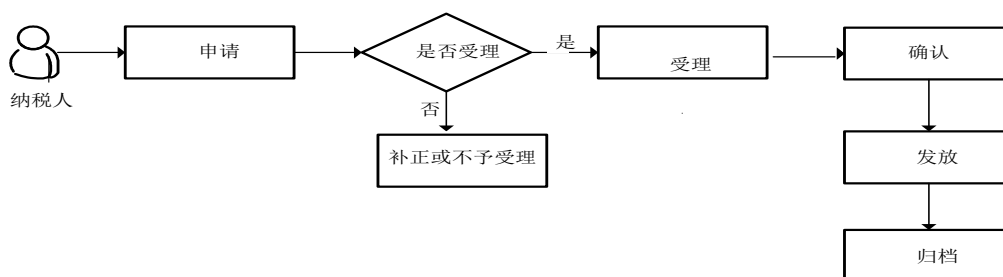 纳税人
申请
是否受理
是
否
补正或不予受理
受理
确认
发放
归档